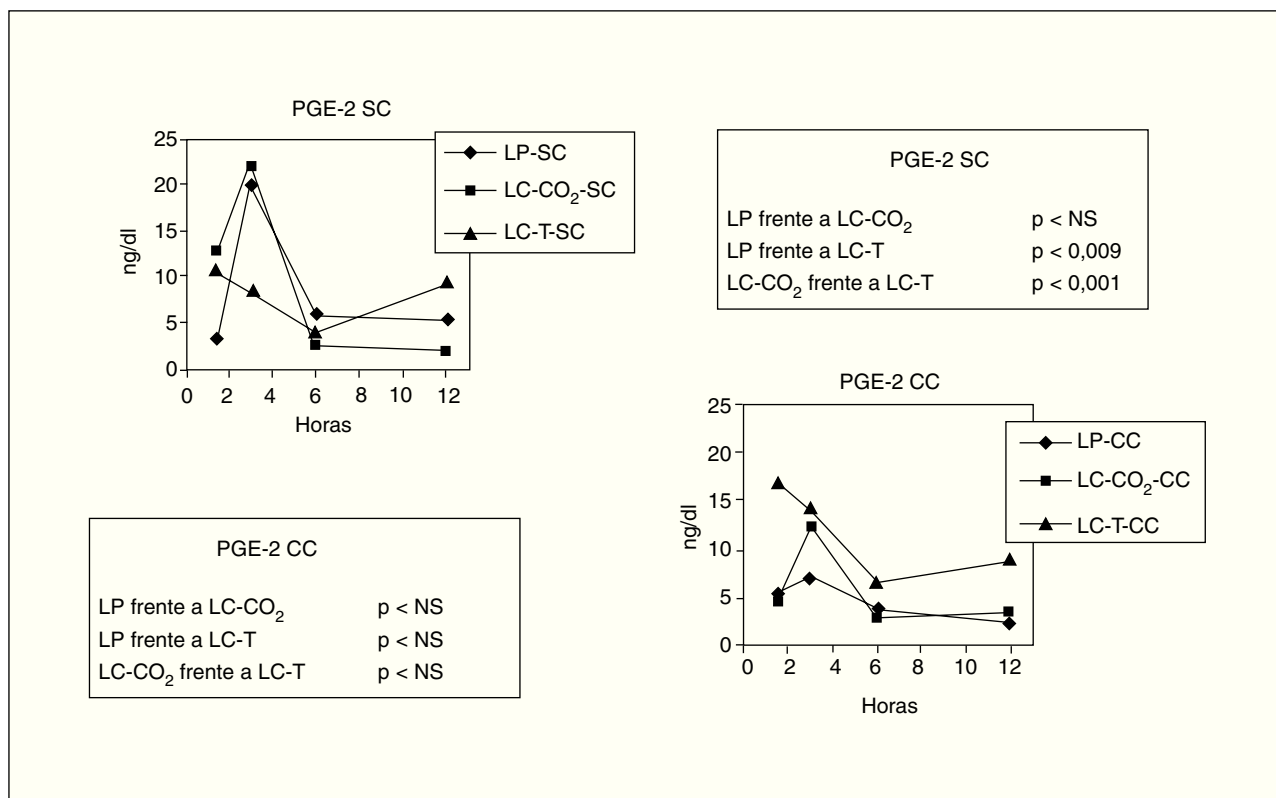 PGE-2 SC
25
20
15
10
5
0
ng/dl
0 2 4 6 8 10 12
Horas
LP-SC
LC-CO₂-SC
LC-T-SC
PGE-2 SC
LP frente a LC-CO₂ p < NS
LP frente a LC-T p < 0,009
LC-CO₂ frente a LC-T p < 0,001
PGE-2 CC
25
20
15
10
5
0
ng/dl
0 2 4 6 8 10 12
Horas
LP-CC
LC-CO₂-CC
LC-T-CC
PGE-2 CC
LP frente a LC-CO₂ p < NS
LP frente a LC-T p < NS
LC-CO₂ frente a LC-T p < NS